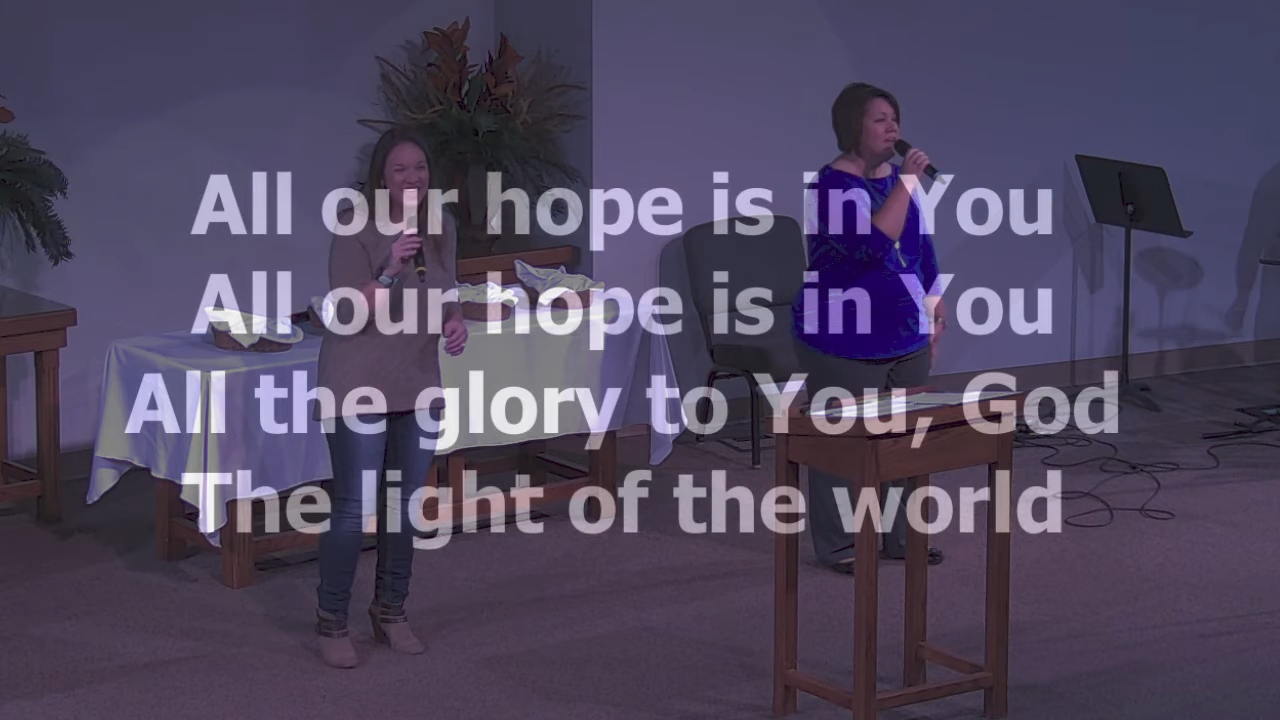 All our hope is in You
All our hope is in You
All the glory to You, God
The light of the world